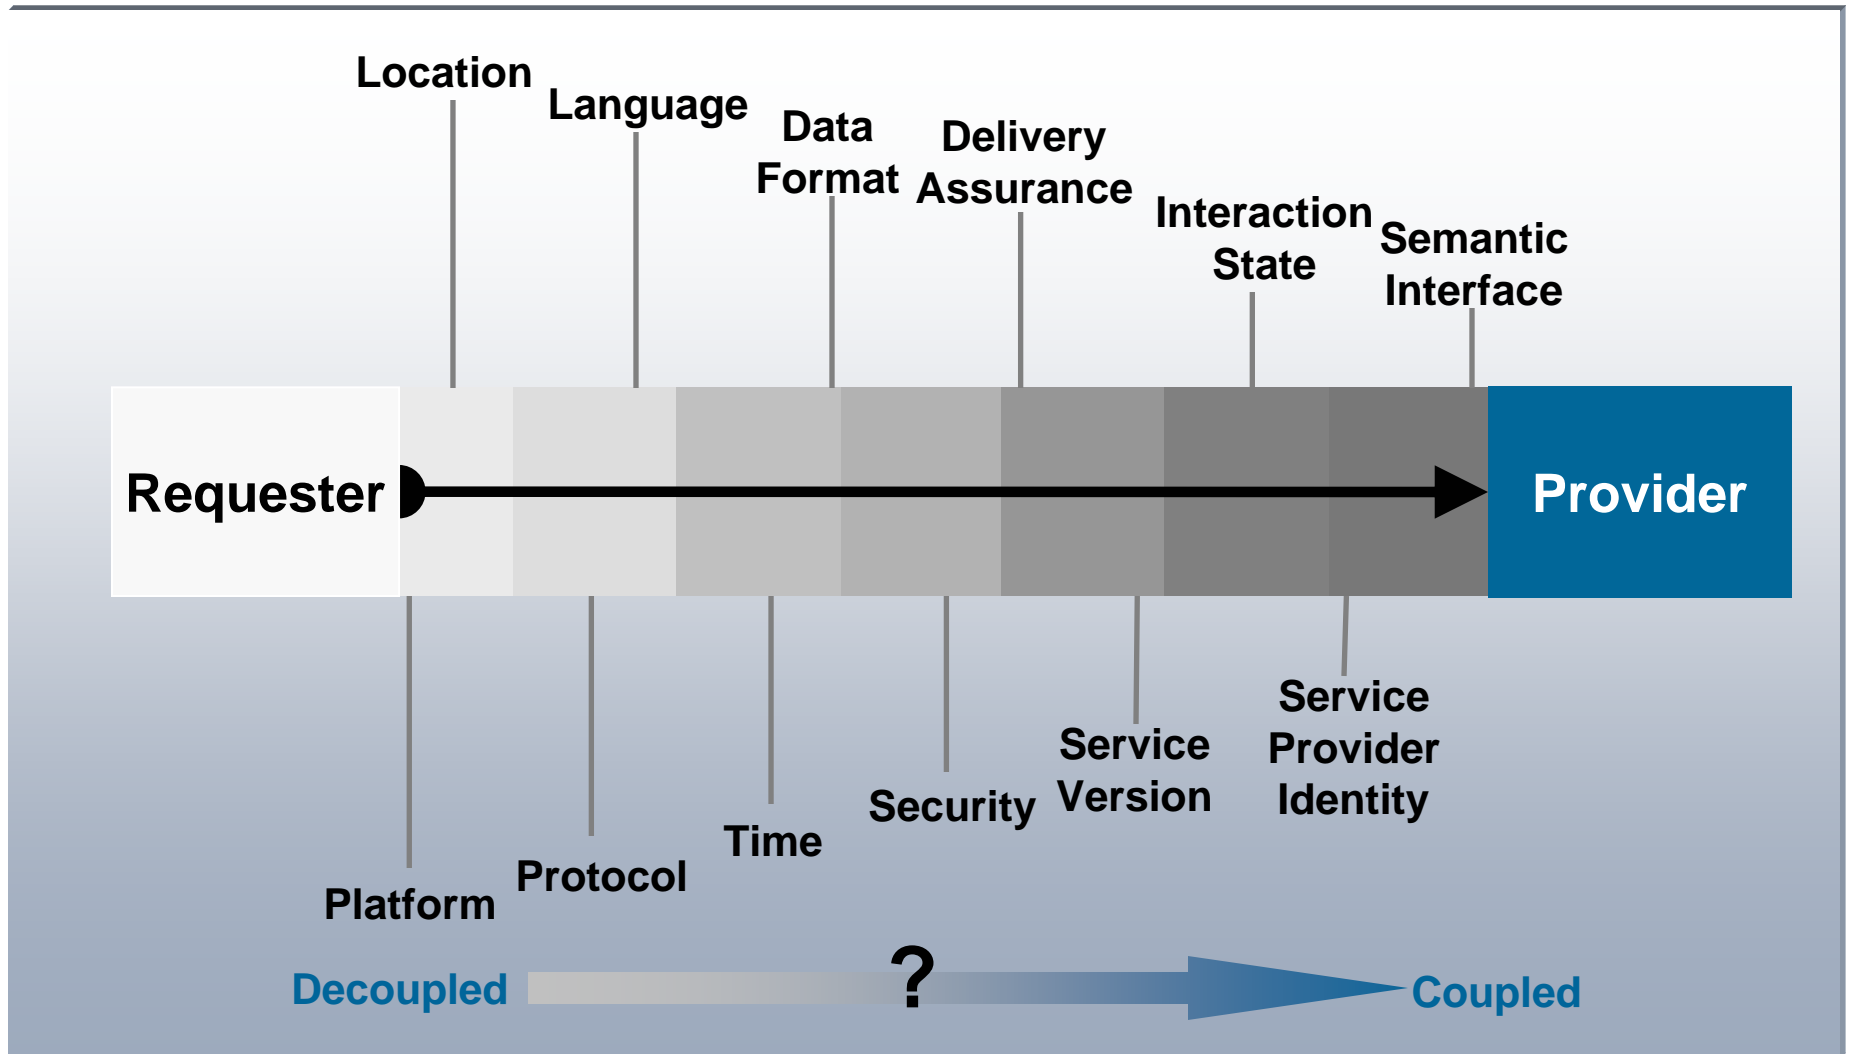 Location
Language
Data
Format
Delivery
Assurance
Interaction
State
Semantic
Interface
Requester
Provider
Platform
Protocol
Time
Security
Service
Version
Service
Provider
Identity
Decoupled
?
Coupled